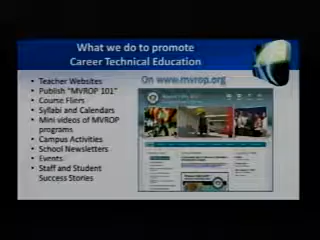 What we do to promote
Career Technical Education
• Teacher Websites
• Publish "MVROP 101"
• Course Fliers
• Syllabi and Calendars
• Mini videos of MVROP
programs
• Campus Activities
• School Newsletters
• Events
• Staff and Student
Success Stories
On www.mvrop.org